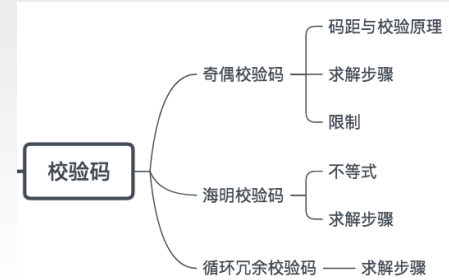 校验码
奇偶校验码
码距与校验原理
求解步骤
限制
海明校验码
不等式
求解步骤
循环冗余校验码
求解步骤